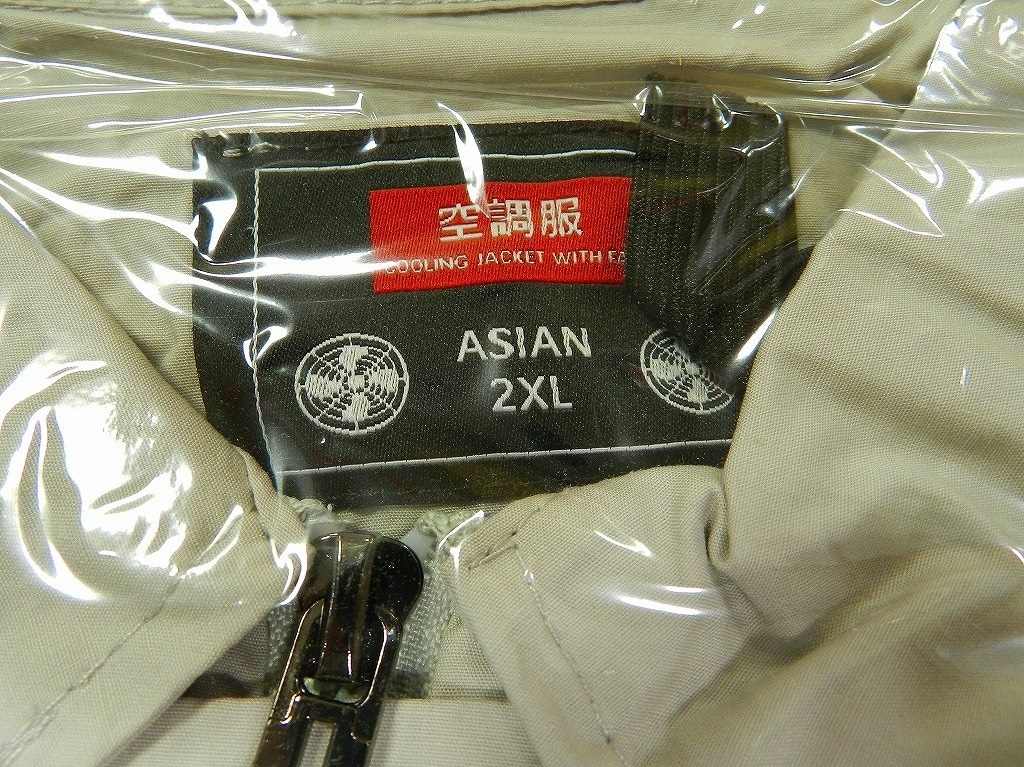 空調服
COOLING JACKET WITH FA
ASIAN
2XL